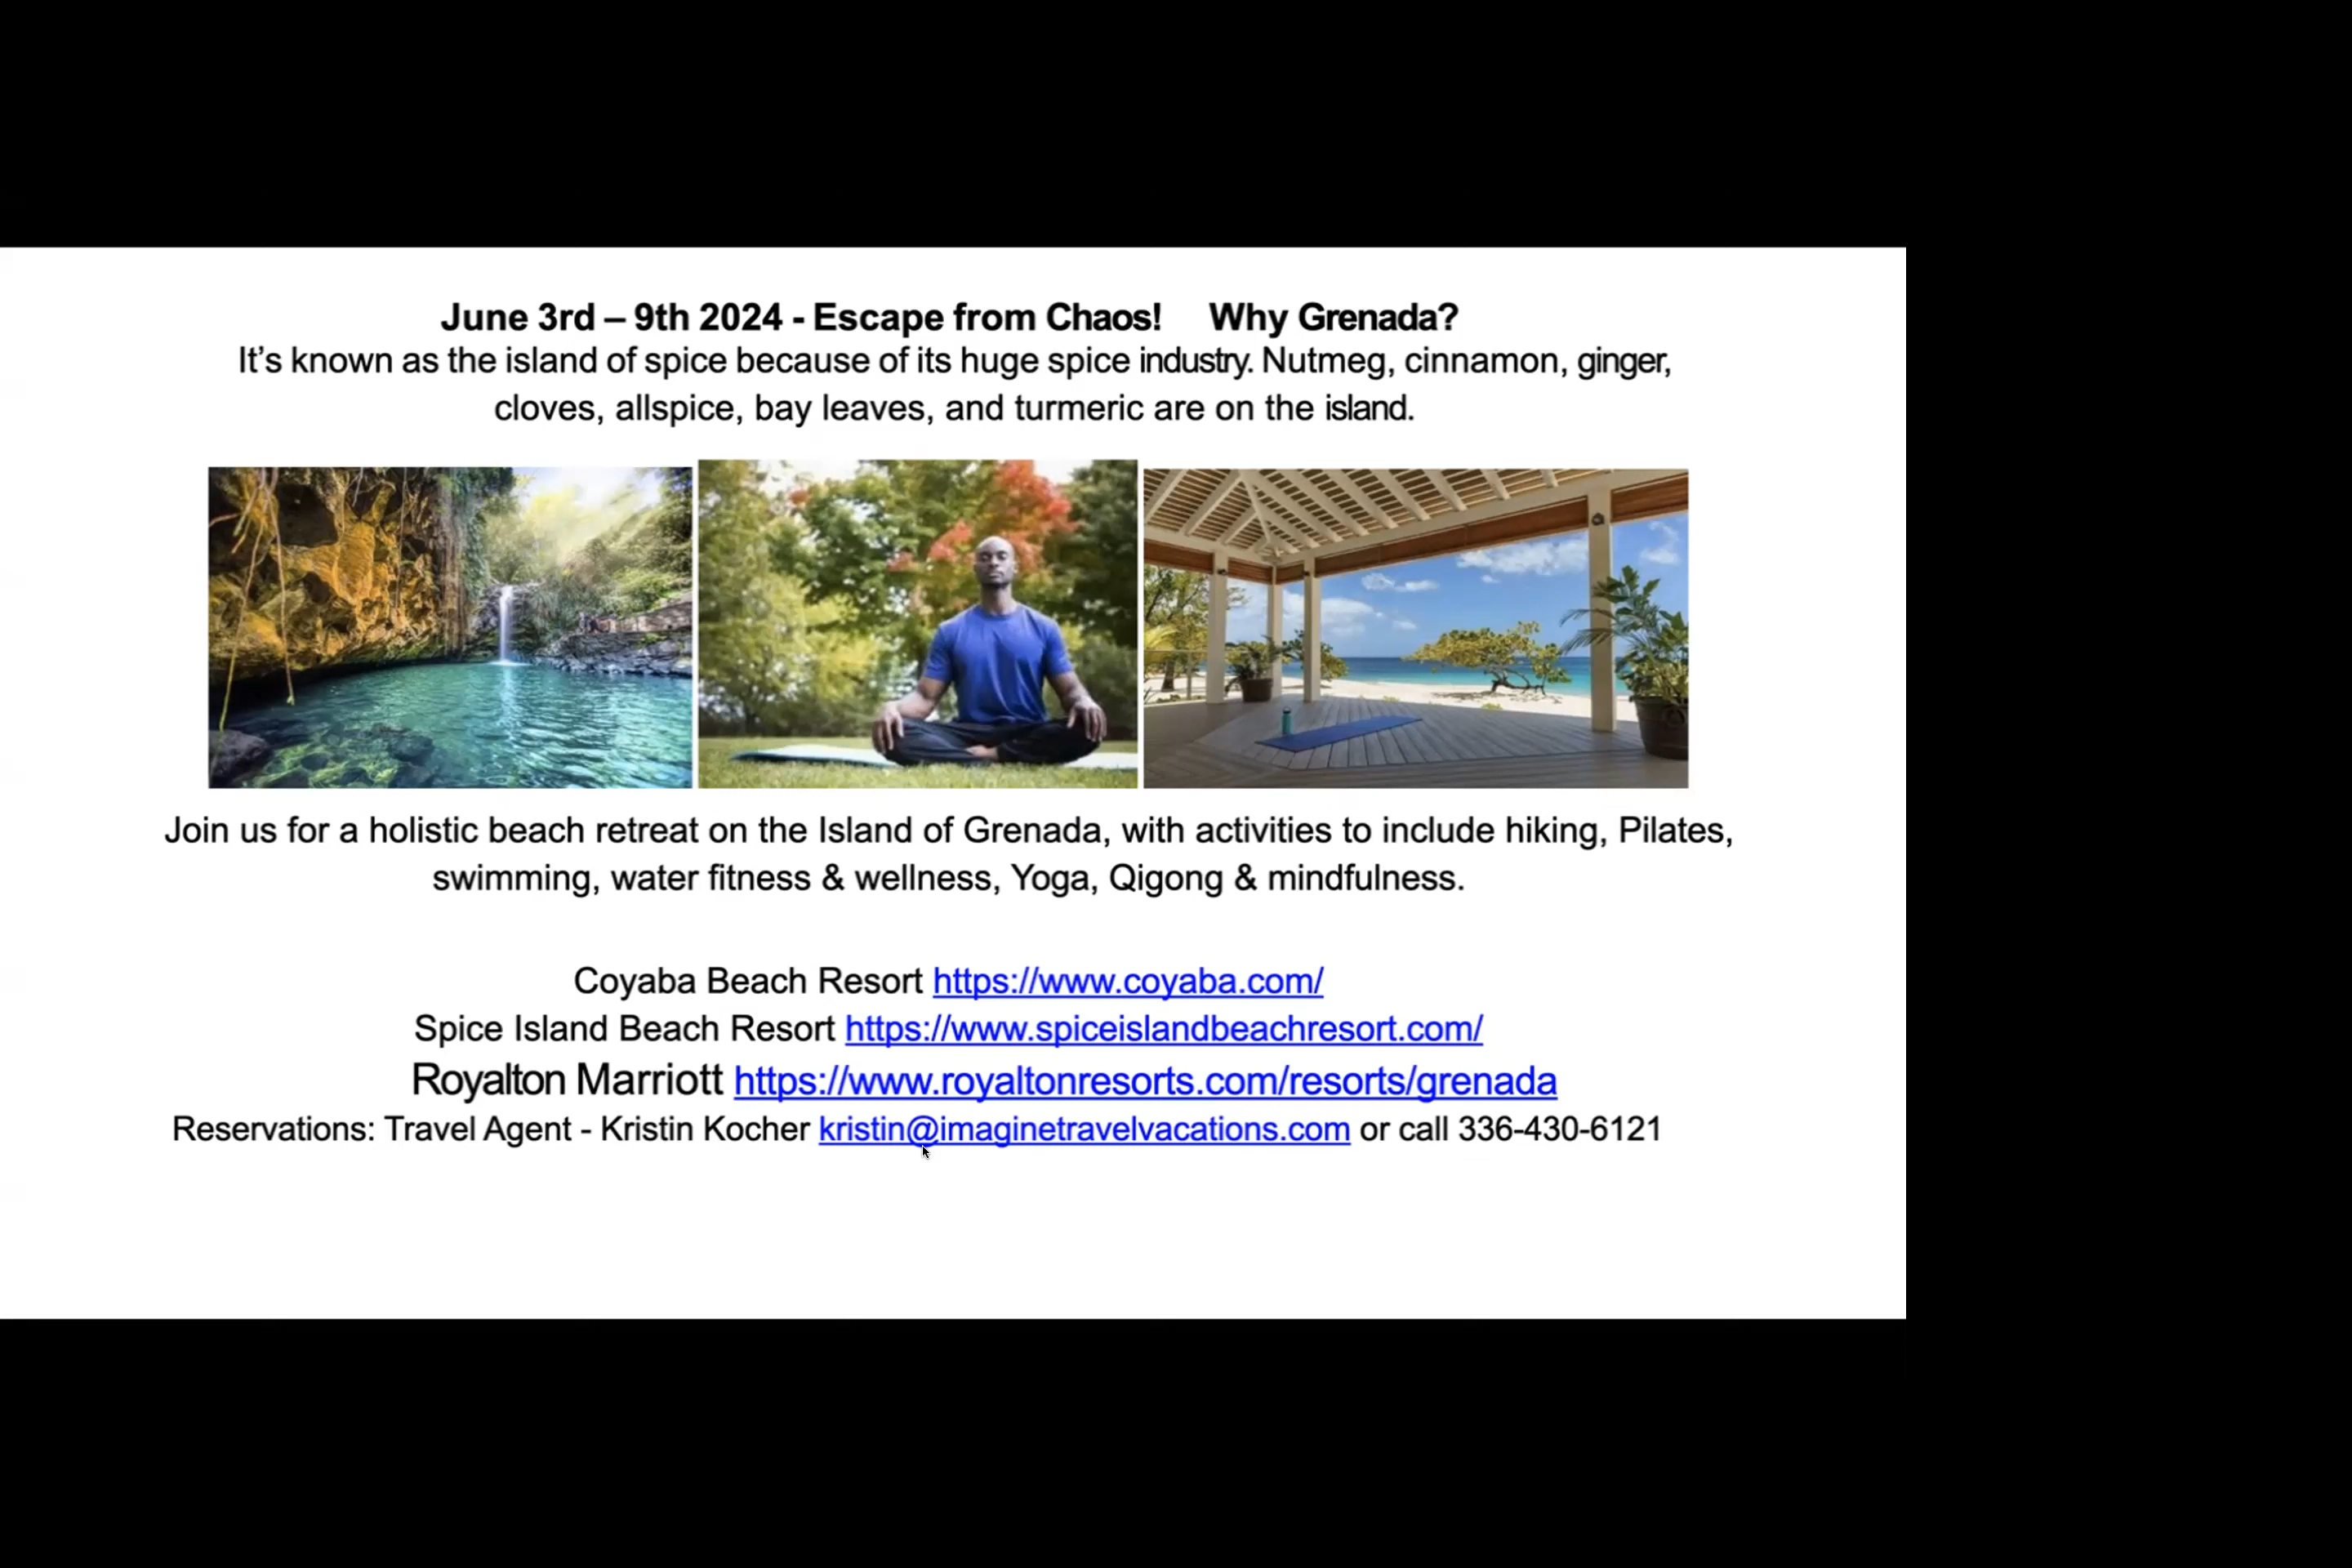 June 3rd – 9th 2024 - Escape from Chaos! Why Grenada?
It’s known as the island of spice because of its huge spice industry. Nutmeg, cinnamon, ginger,
cloves, allspice, bay leaves, and turmeric are on the island.
Join us for a holistic beach retreat on the Island of Grenada, with activities to include hiking, Pilates,
swimming, water fitness & wellness, Yoga, Qigong & mindfulness.
Coyaba Beach Resort https://www.coyaba.com/
Spice Island Beach Resort https://www.spiceislandbeachresort.com/
Royalton Marriott https://www.royaltonresorts.com/resorts/grenada
Reservations: Travel Agent - Kristin Kocher kristin@imaginetravelvacations.com or call 336-430-6121